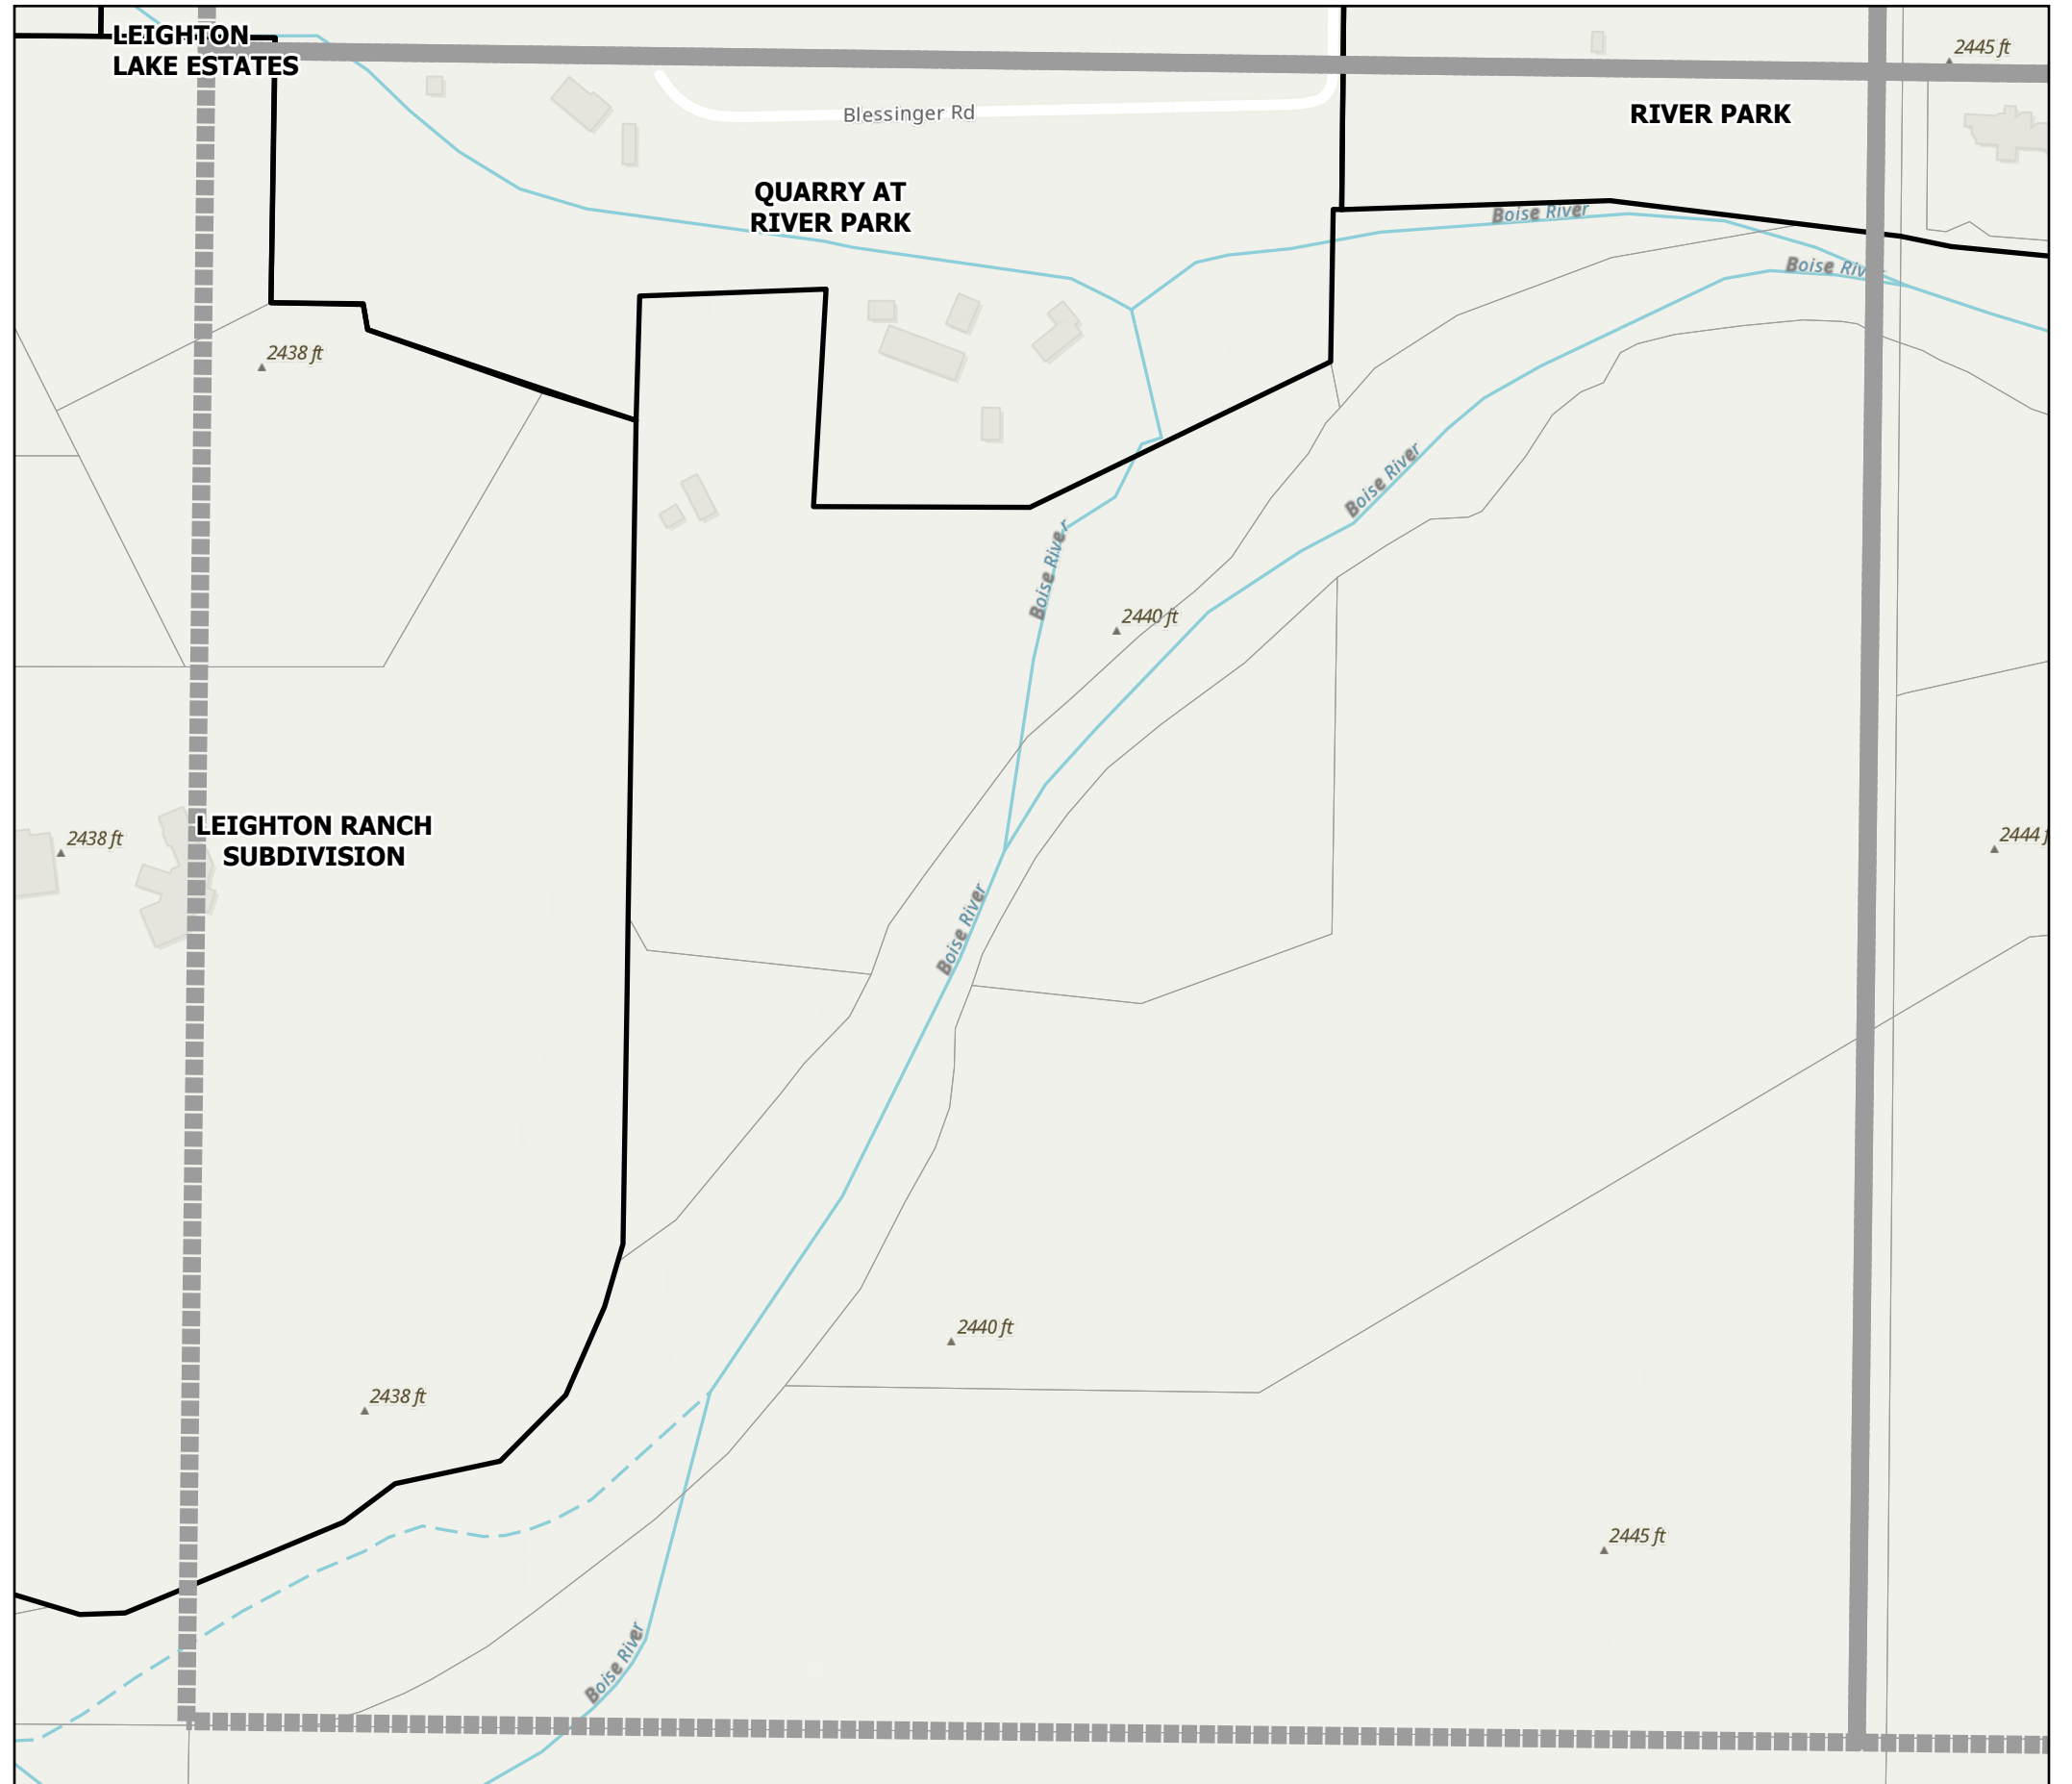 LEIGHTON
LAKE ESTATES
2445 ft
Blessinger Rd
RIVER PARK
QUARRY AT
RIVER PARK
Boise River
Boise Rive
2438 ft
Boise River
Boise River
2440 ft
LEIGHTON RANCH
SUBDIVISION
2438 ft
2444 f
Boise River
2440 ft
2438 ft
2445 ft
Boise River